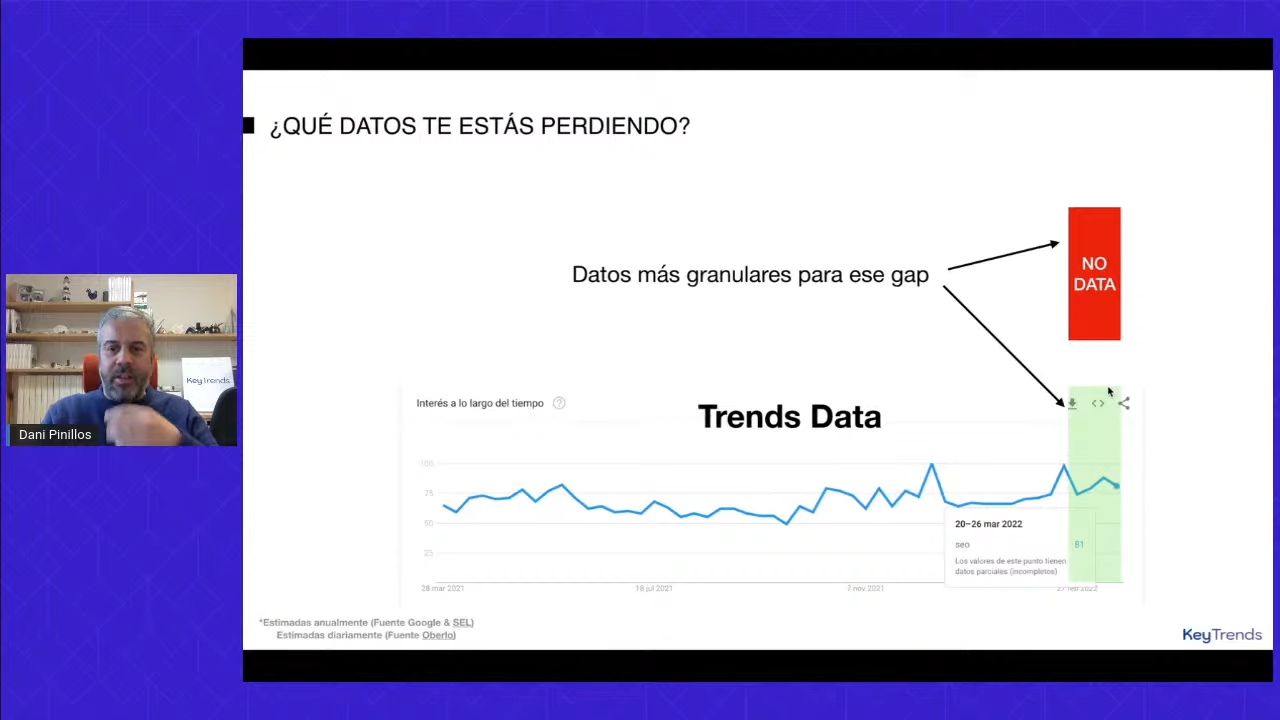 ¿QUÉ DATOS TE ESTÁS PERDIENDO?
Datos más granulares para ese gap
NO
DATA
KeyTrends
Dani Pinillos
Interés a lo largo del tiempo
Trends Data
100
75
50
25
20–26 mar 2022
seo 81
Los valores de este punto tienen
datos parciales (incompletos)
28 mar 2021
18 jul 2021
7 nov 2021
27 feb 2022
*Estimadas anualmente (Fuente Google & SEL)
Estimadas diariamente (Fuente Oberlo)
KeyTrends